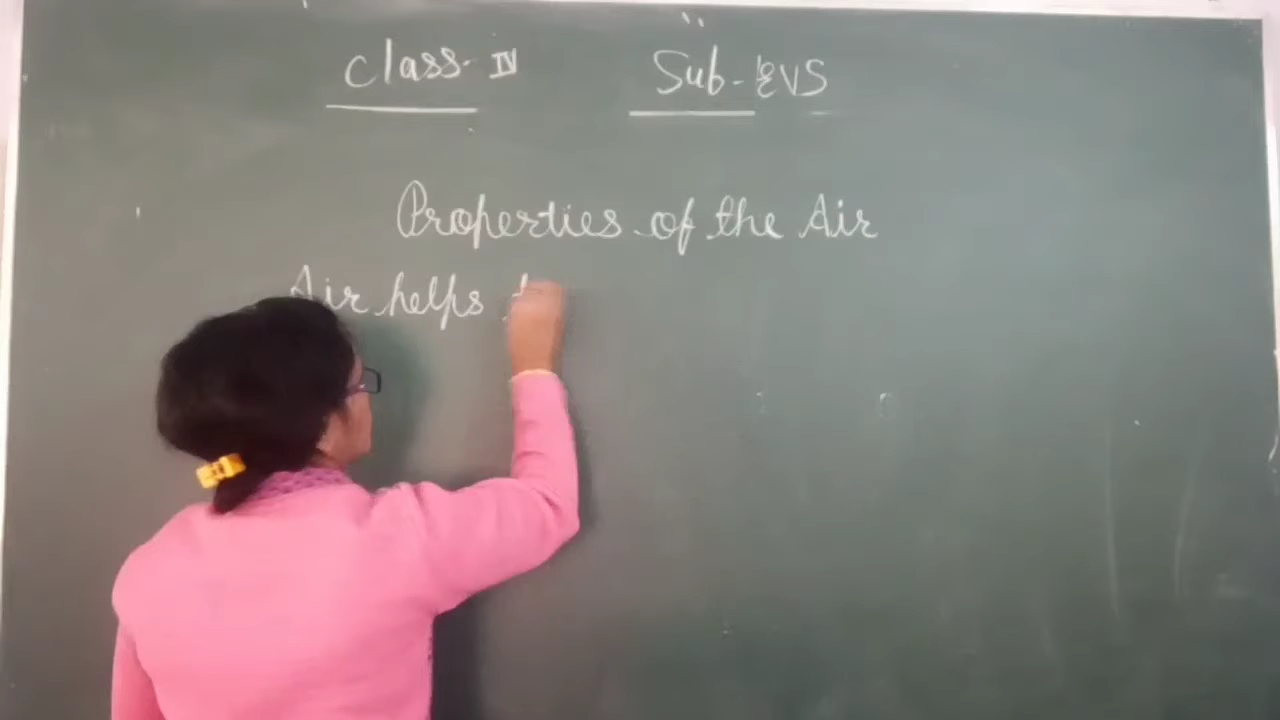 Class- IV Sub- EVS
Properties of the Air
Air helps